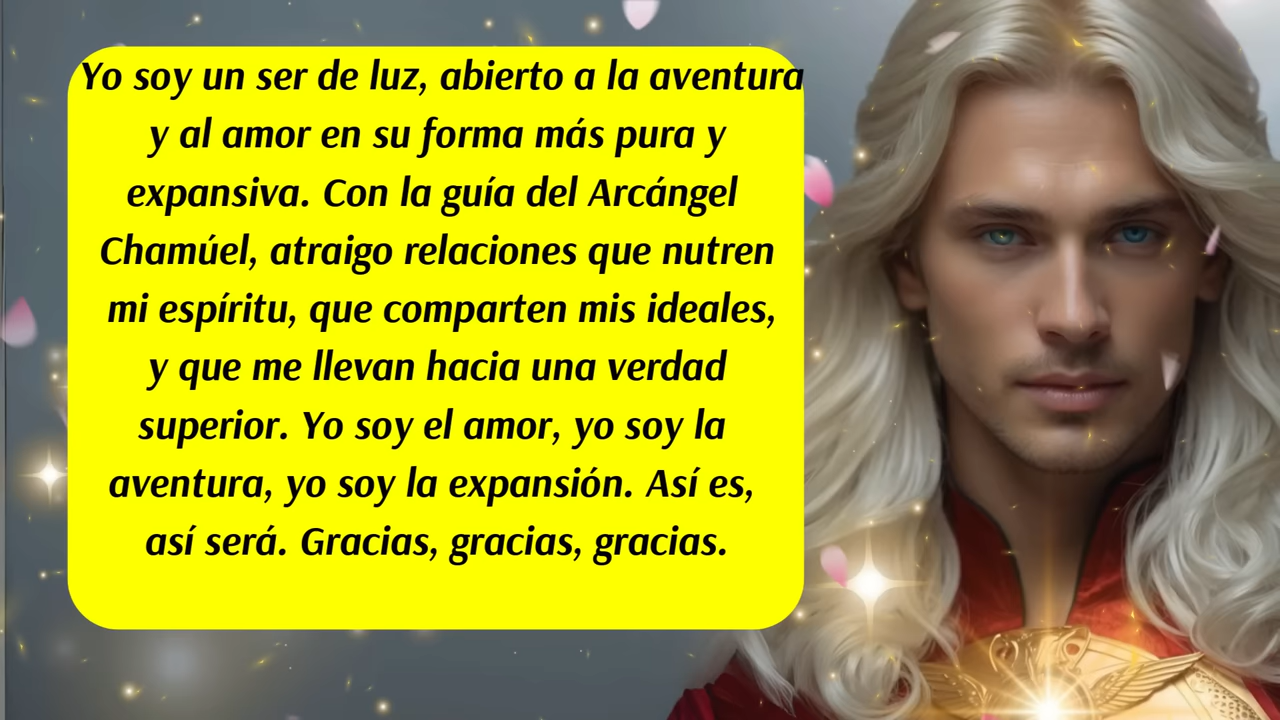 Yo soy un ser de luz, abierto a la aventura
y al amor en su forma más pura y
expansiva. Con la guía del Arcángel
Chamúel, atraigo relaciones que nutren
mi espíritu, que comparten mis ideales,
y que me llevan hacia una verdad
superior. Yo soy el amor, yo soy la
aventura, yo soy la expansión. Así es,
así será. Gracias, gracias, gracias.